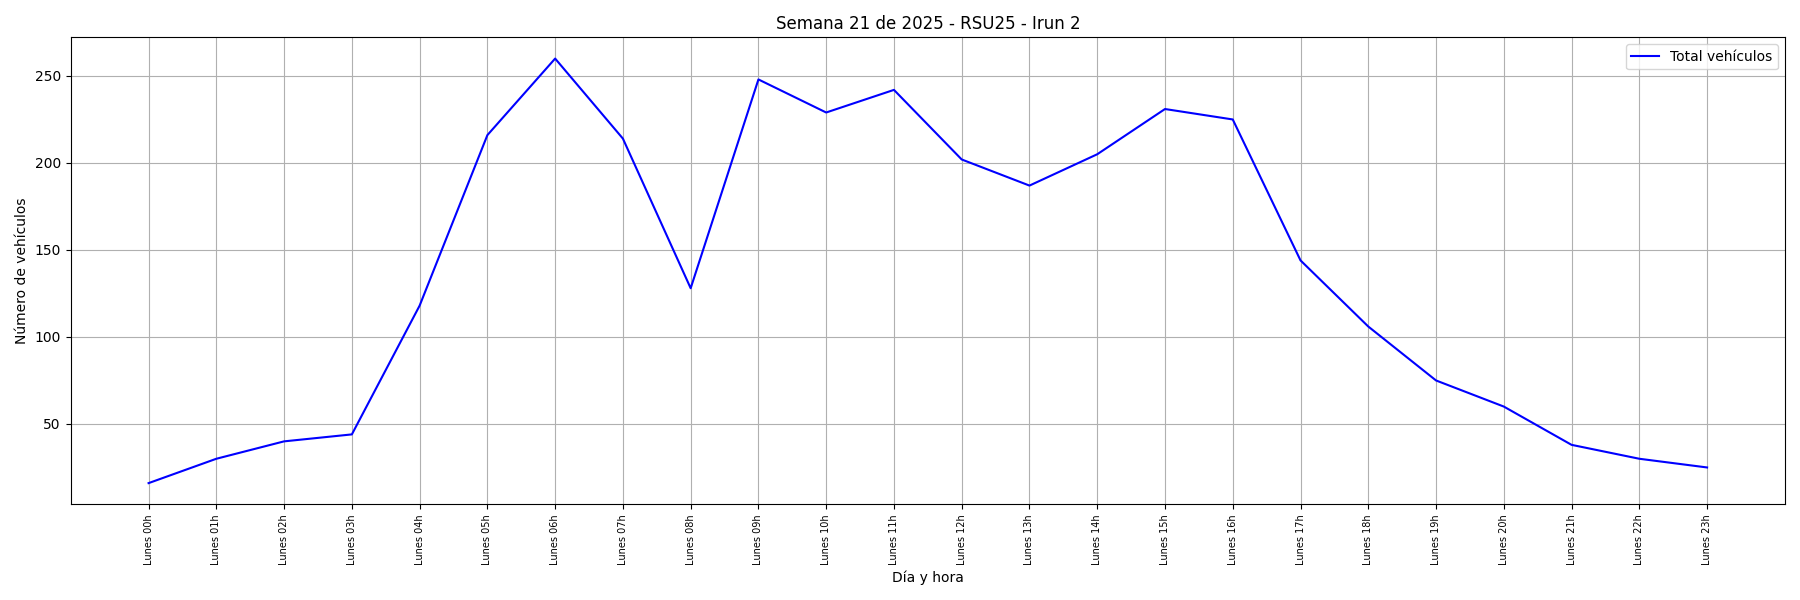 Semana 21 de 2025 - RSU25 - Irun 2
Total vehículos
Número de vehículos
250
200
150
100
50
Lunes 00h
Lunes 01h
Lunes 02h
Lunes 03h
Lunes 04h
Lunes 05h
Lunes 06h
Lunes 07h
Lunes 08h
Lunes 09h
Lunes 10h
Lunes 11h
Lunes 12h
Lunes 13h
Lunes 14h
Lunes 15h
Lunes 16h
Lunes 17h
Lunes 18h
Lunes 19h
Lunes 20h
Lunes 21h
Lunes 22h
Lunes 23h
Día y hora